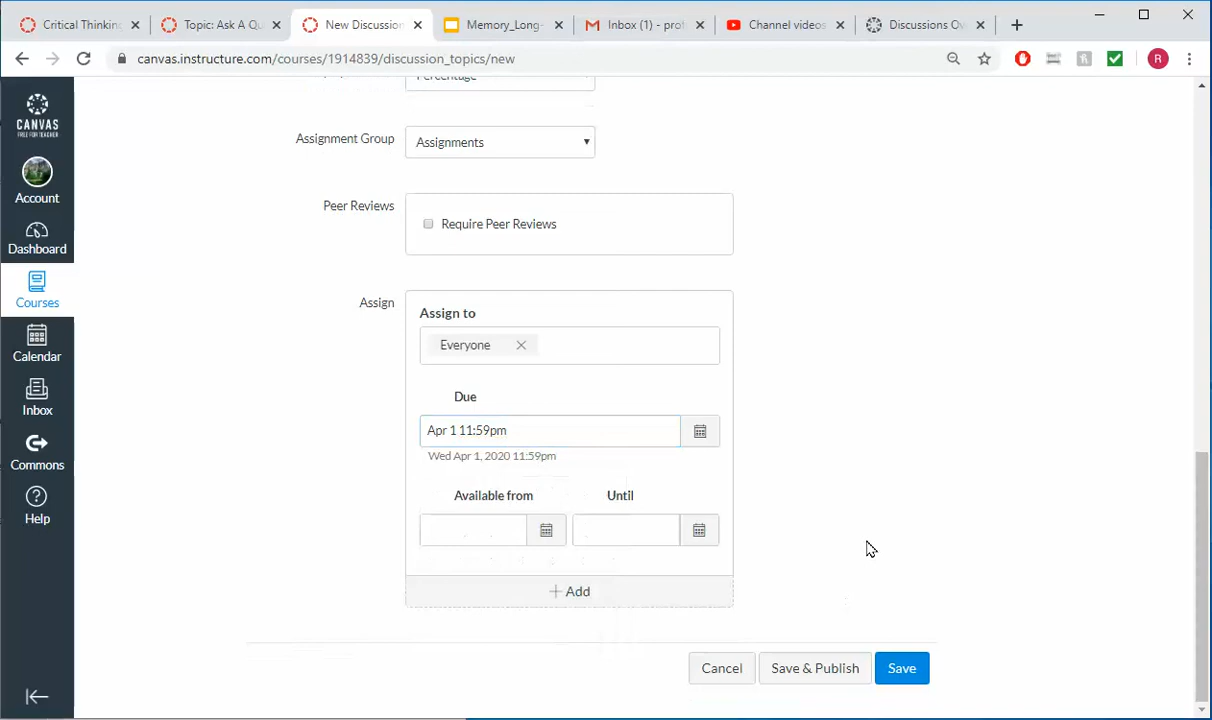 Critical Thinking
Topic: Ask A Qu
New Discussion
Memory_Long-
Inbox (1) - prof
Channel videos
Discussions Ov
canvas.instructure.com/courses/1914839/discussion_topics/new
R
Percentage
CANVAS
FREE FOR TEACHER
Account
Dashboard
Courses
Calendar
Inbox
Commons
Help
Assignment Group
Assignments
Peer Reviews
Require Peer Reviews
Assign
Assign to
Everyone
Due
Apr 1 11:59pm
Wed Apr 1, 2020 11:59pm
Available from
Until
Add
Cancel
Save & Publish
Save